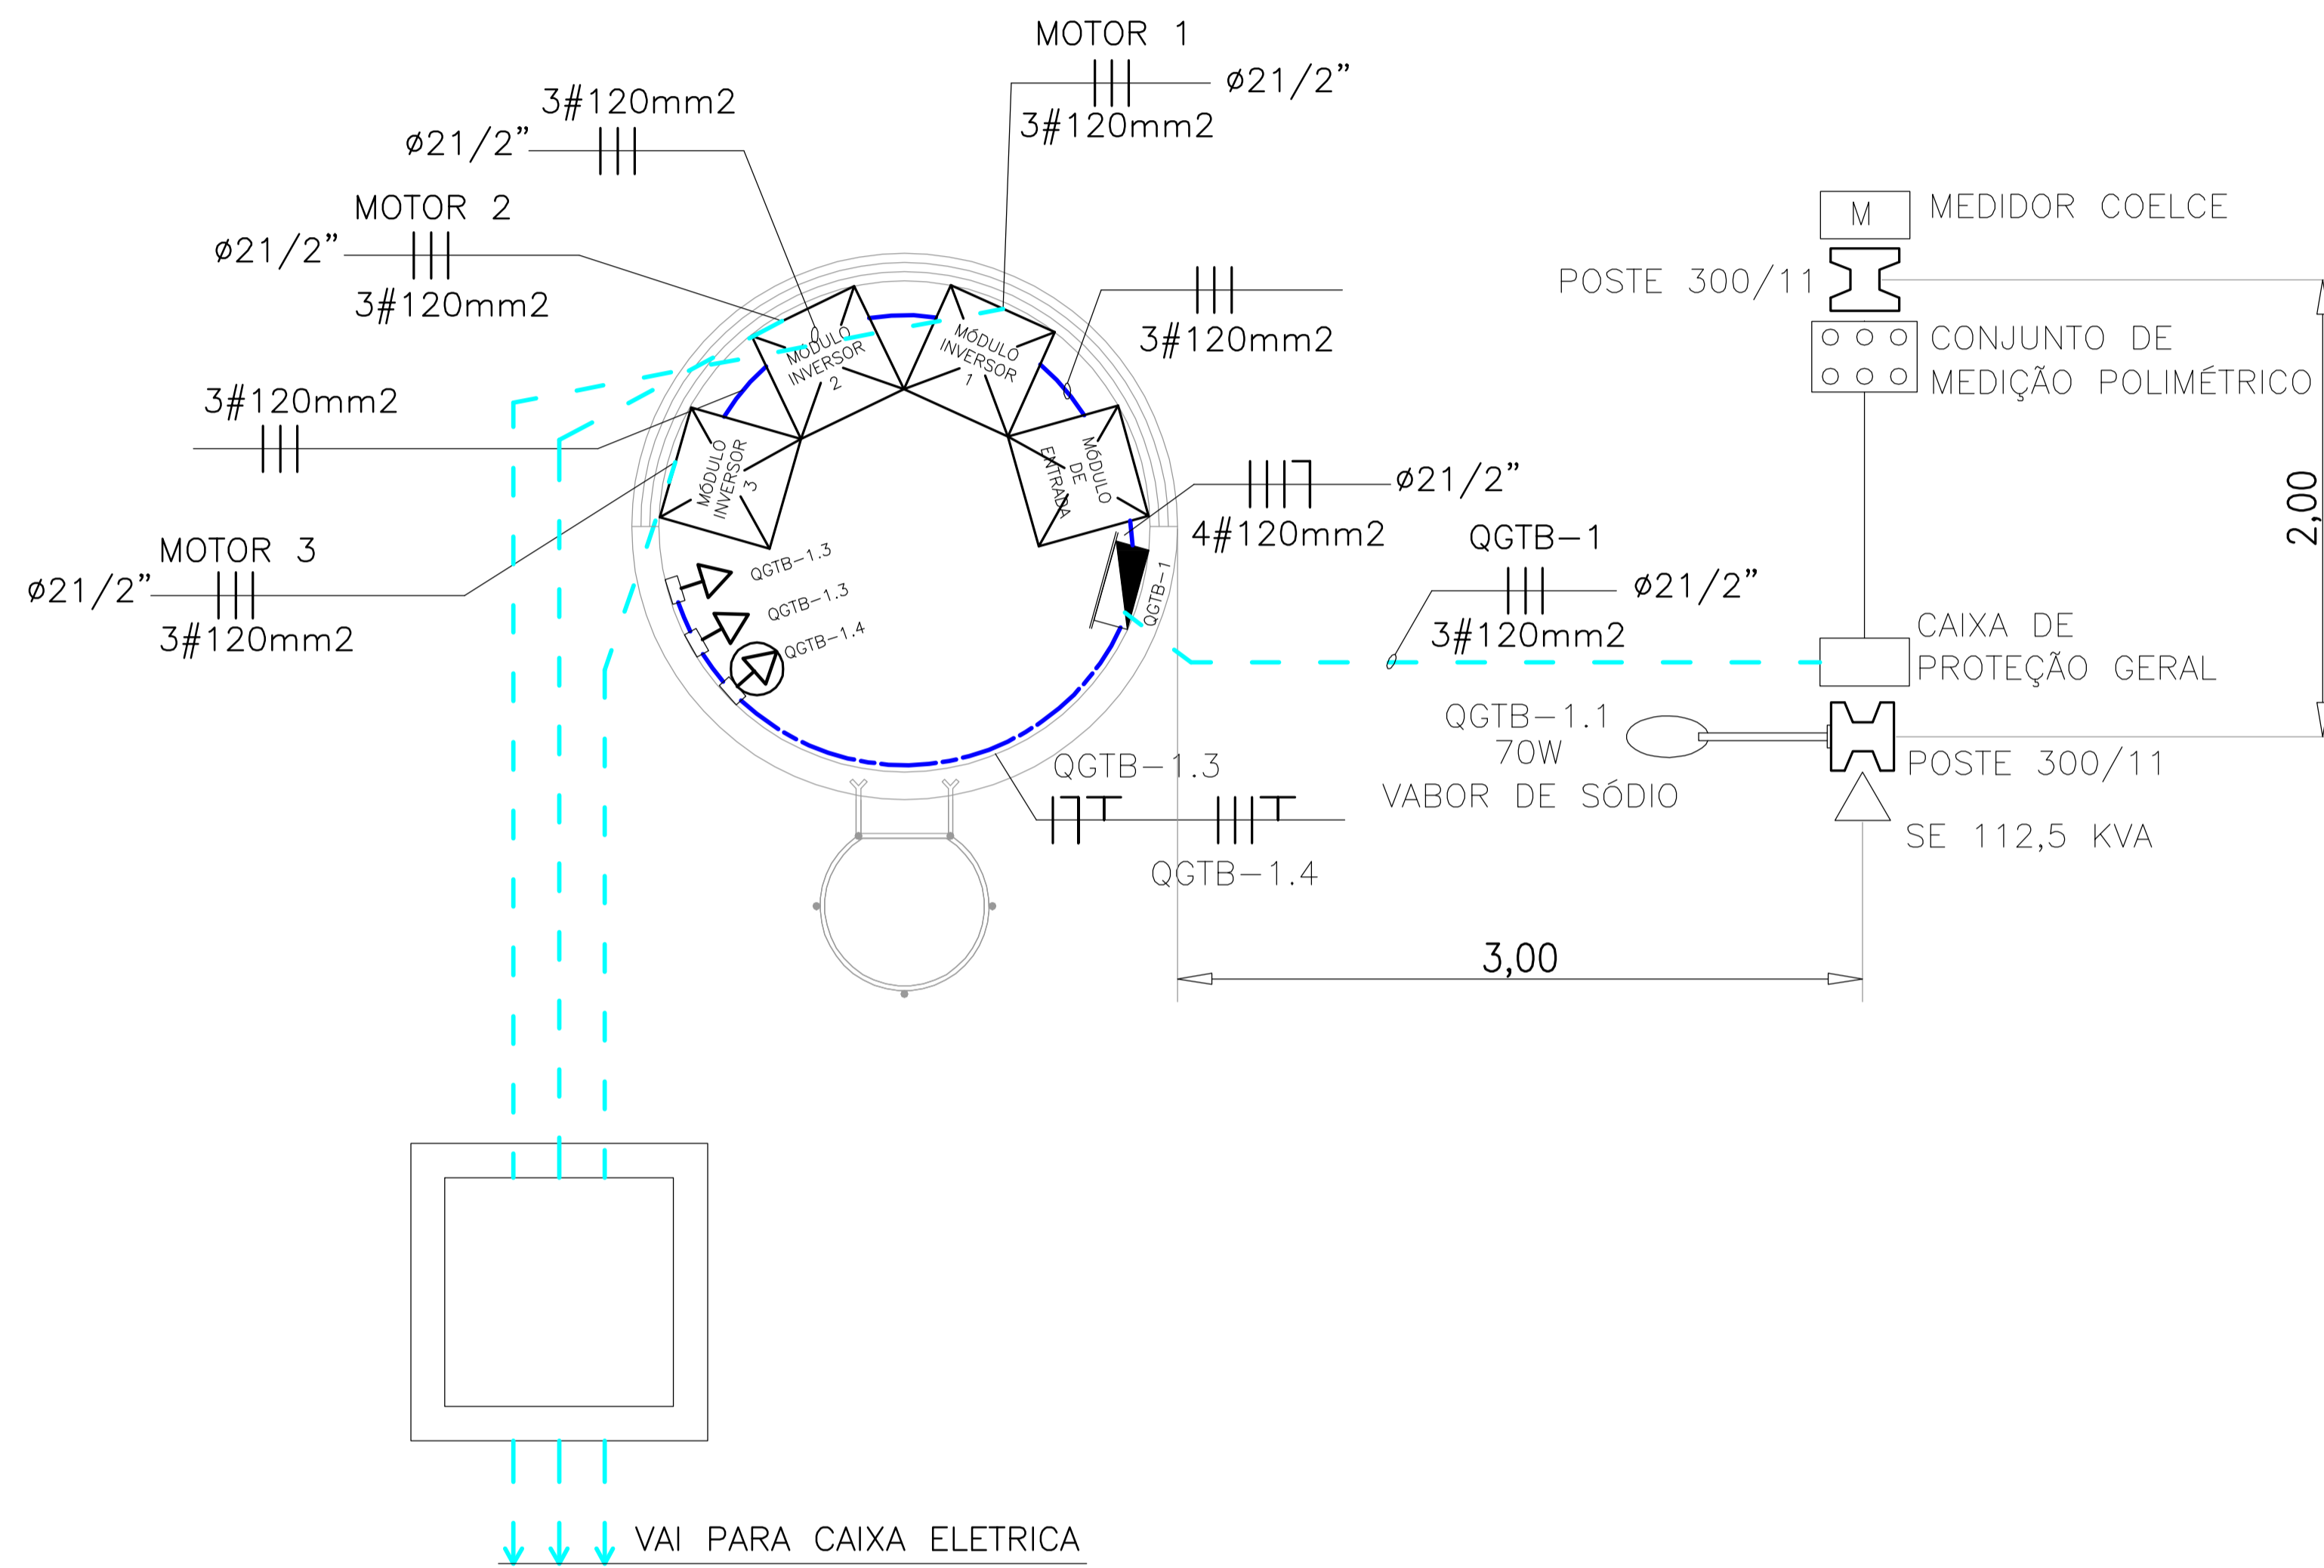 MOTOR 1
ø21/2"
3#120mm2
3#120mm2
ø21/2"
MOTOR 2
ø21/2"
3#120mm2
3#120mm2
MOTOR 3
ø21/2"
3#120mm2
MÓDULO
INVERSOR
2
MÓDULO
INVERSOR
1
MÓDULO
INVERSOR
3
MÓDULO
DE
ENTRADA
3#120mm2
ø21/2"
4#120mm2
QGTB-1
QGTB-1.3
QGTB-1.3
QGTB-1.4
QGTB-1
ø21/2"
3#120mm2
M
MEDIDOR COELCE
POSTE 300/11
CONJUNTO DE
MEDIÇÃO POLIMÉTRICO
2,00
CAIXA DE
PROTEÇÃO GERAL
QGTB-1.1
70W
VABOR DE SÓDIO
POSTE 300/11
SE 112,5 KVA
QGTB-1.3
QGTB-1.4
3,00
VAI PARA CAIXA ELETRICA